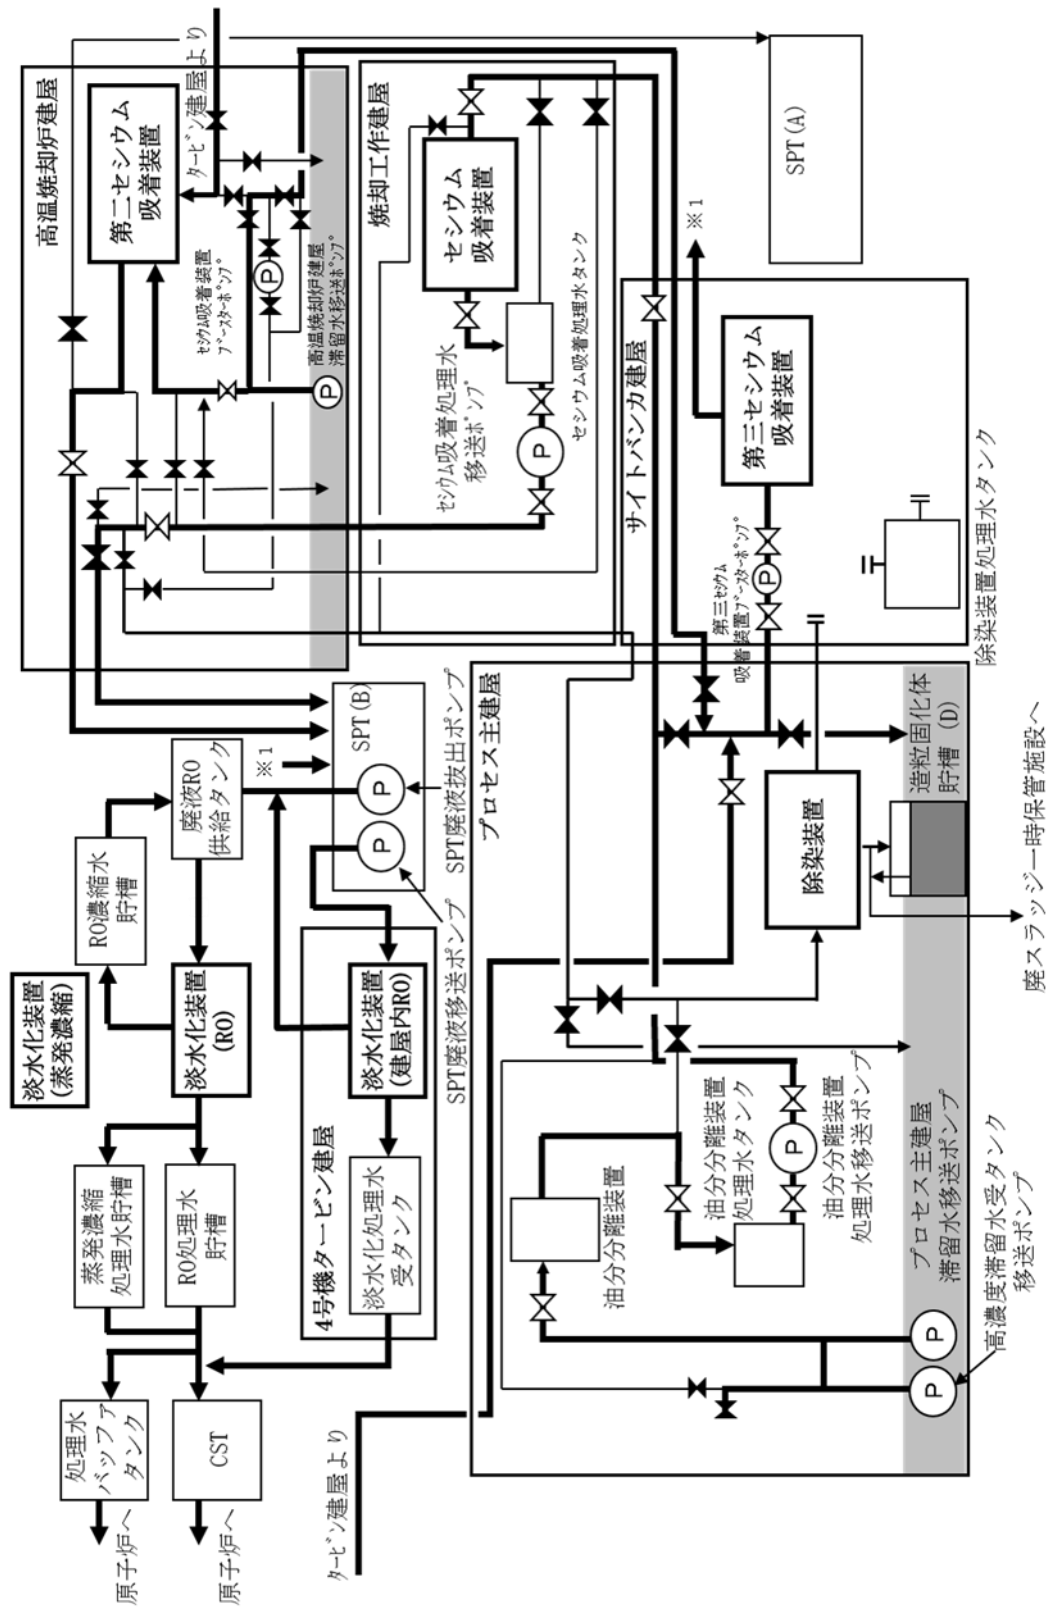 原子炉へ
処理水
バッファ
タンク
原子炉へ
CST
蒸発濃縮
処理水貯槽
RO処理水
貯槽
淡水化装置
(蒸発濃縮)
淡水化装置
(RO)
RO濃縮水
貯槽
廃液RO
供給タンク
※1
4号機タービン建屋
淡水化処理水
受タンク
淡水化装置
(建屋内RO)
SPT(B)
P
P
SPT廃液移送ポンプ
SPT廃液抜出ポンプ
高温焼却炉建屋
第二セシウム
吸着装置
タービン建屋より
セシウム吸着装置
ブースターポンプ
P
高温焼却炉建屋
滞留水移送ポンプ
P
焼却工作建屋
セシウム
吸着装置
セシウム吸着処理水
移送ポンプ
P
セシウム吸着処理水タンク
SPT(A)
サイトバンカ建屋
第三セシウム
吸着装置
※1
第三セシウム
吸着装置ブースターポンプ
P
除染装置処理水タンク
タービン建屋より
プロセス主建屋
油分分離装置
油分分離装置
処理水タンク
油分分離装置
処理水移送ポンプ
P
除染装置
造粒固化体
貯槽(D)
廃スラッジ一時保管施設へ
プロセス主建屋
滞留水移送ポンプ
P
P
高濃度滞留水受タンク
移送ポンプ